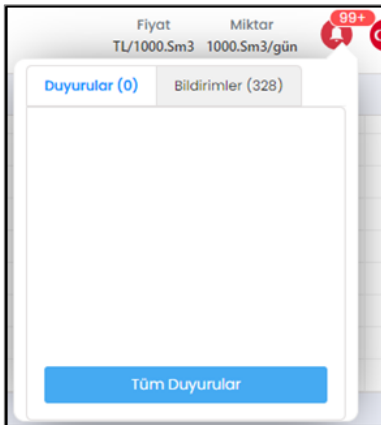 Fiyat Miktar
TL/1000.Sm3 1000.Sm3/gün
99+
Duyurular (0) Bildirimler (328)
Tüm Duyurular